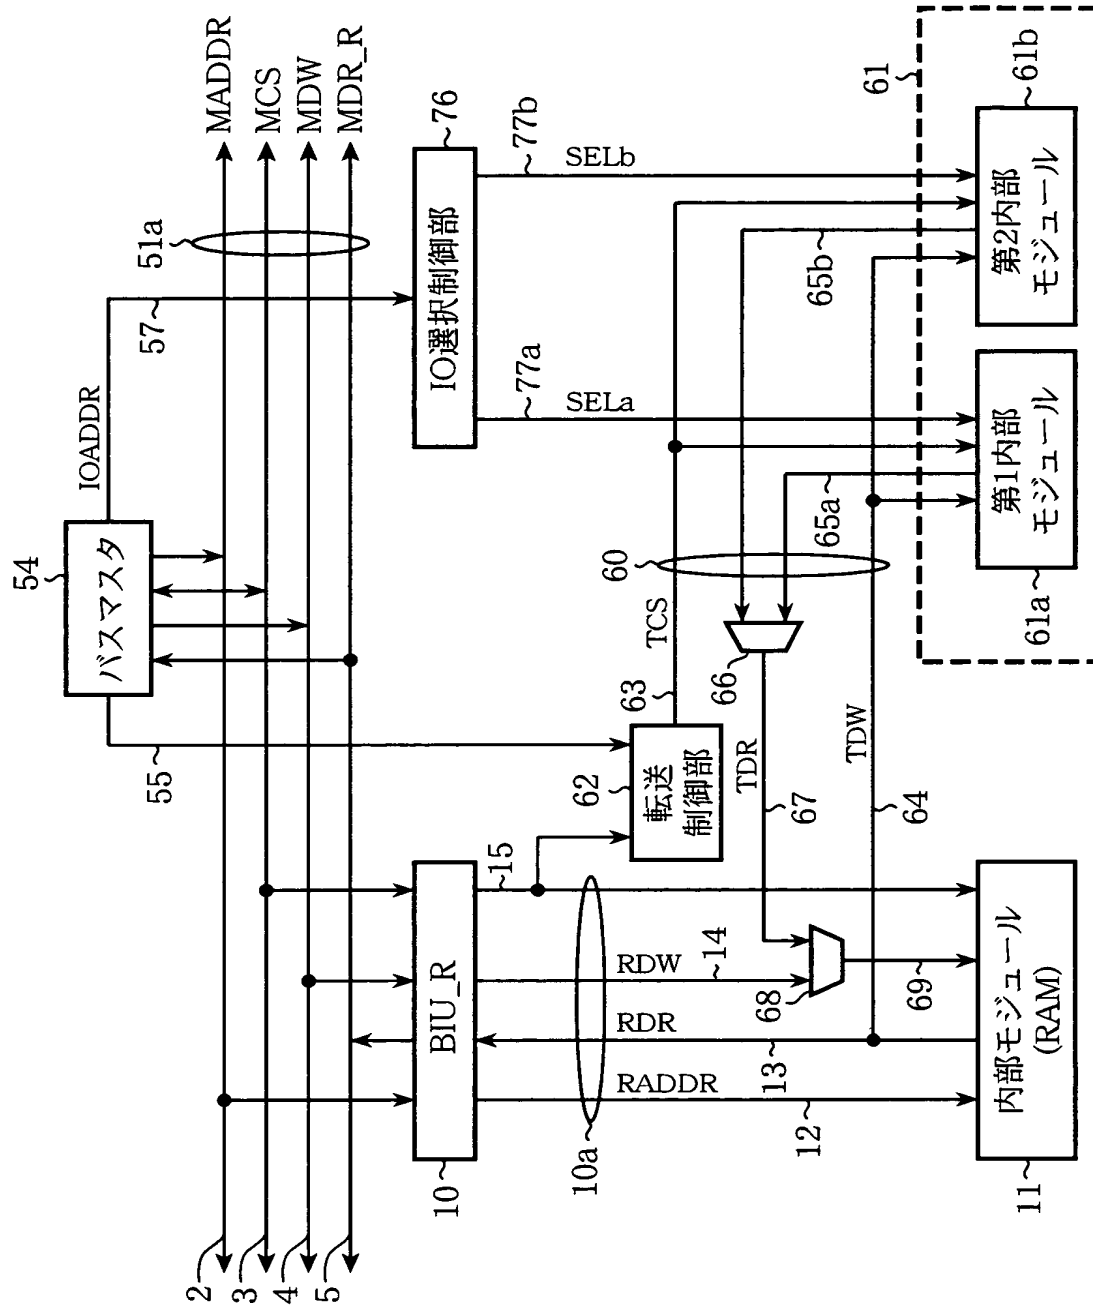 54
バスマスタ
IOADDR
57
55
51a
MADDR
MCS
MDW
MDR_R
2
3
4
5
10
BIU_R
15
10a
RADDR
RDR
RDW
12
13
14
62
転送
制御部
63
TCS
60
76
IO選択制御部
77a
SELa
77b
SELb
66
TDR
67
68
69
TDW
64
65a
65b
61
11
内部モジュール
(RAM)
61a
第1内部
モジュール
61b
第2内部
モジュール